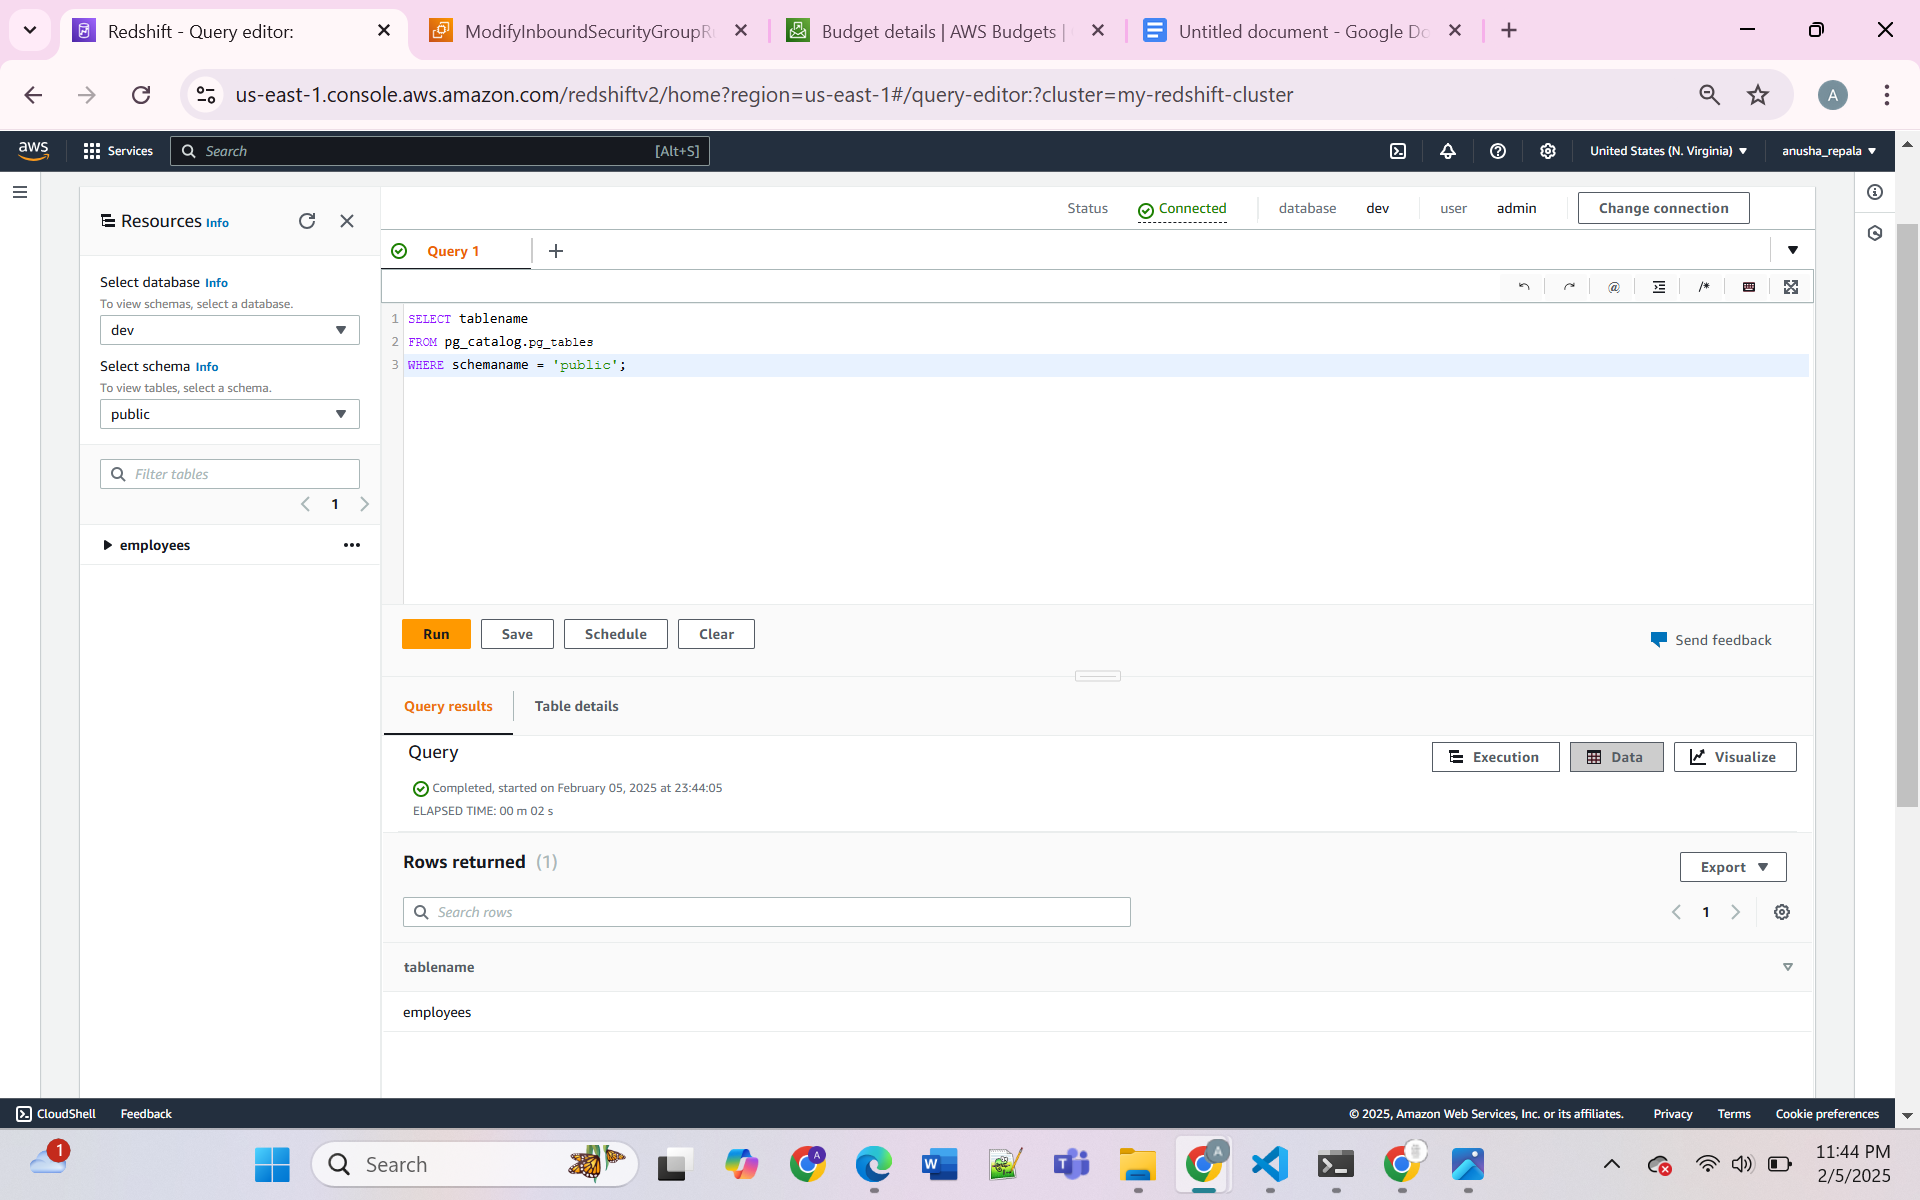 Redshift - Query editor:
ModifyInboundSecurityGroupR
Budget details | AWS Budgets |
Untitled document - Google Do
us-east-1.console.aws.amazon.com/redshiftv2/home?region=us-east-1#/query-editor:?cluster=my-redshift-cluster
A
aws
Services
Search
[Alt+S]
United States (N. Virginia)
anusha_repala
Resources Info
Status
Connected
database
dev
user
admin
Change connection
Query 1
Select database Info
To view schemas, select a database.
dev
Select schema Info
To view tables, select a schema.
public
Filter tables
1
employees
@
/*
1 SELECT tablename
2 FROM pg_catalog.pg_tables
3 WHERE schemaname = 'public';
Run
Save
Schedule
Clear
Send feedback
Query results
Table details
Query
Completed, started on February 05, 2025 at 23:44:05
ELAPSED TIME: 00 m 02 s
Execution
Data
Visualize
Rows returned (1)
Export
Search rows
1
tablename
employees
CloudShell
Feedback
© 2025, Amazon Web Services, Inc. or its affiliates.
Privacy
Terms
Cookie preferences
1
Search
A
W
A
11:44 PM
2/5/2025